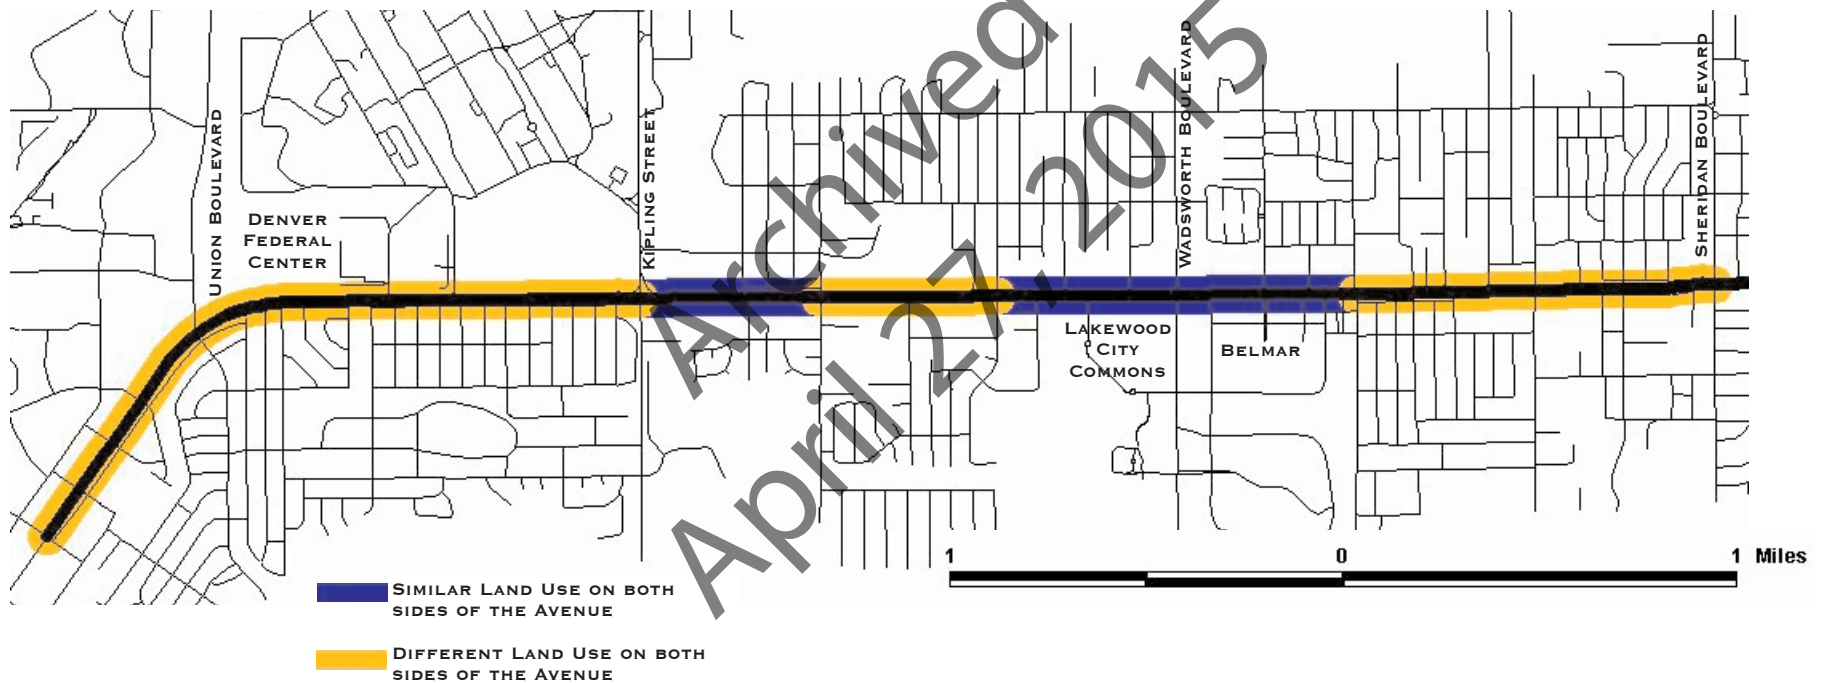 UNION BOULEVARD
DENVER
FEDERAL
CENTER
KIPLING STREET
WADSWORTH BOULEVARD
SHERIDAN BOULEVARD
LAKEWOOD
CITY
COMMONS
BELMAR
Archived
April 27, 2015
1 0 1 Miles
SIMILAR LAND USE ON BOTH
SIDES OF THE AVENUE
DIFFERENT LAND USE ON BOTH
SIDES OF THE AVENUE